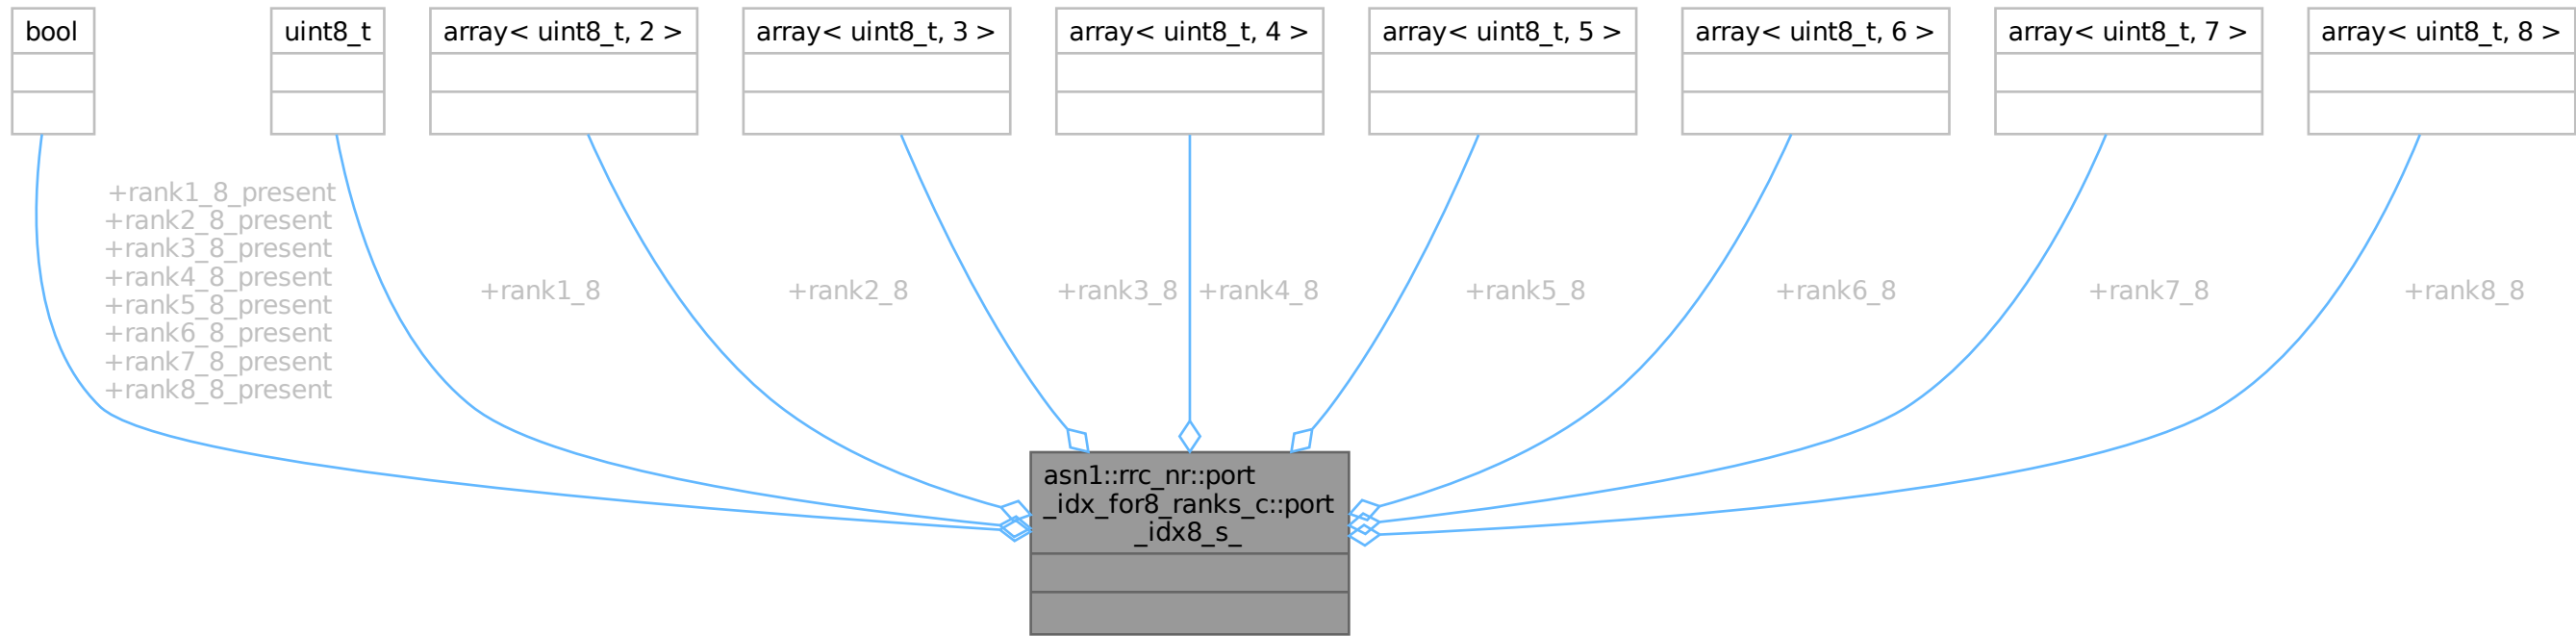 bool
uint8_t
array< uint8_t, 2 >
array< uint8_t, 3 >
array< uint8_t, 4 >
array< uint8_t, 5 >
array< uint8_t, 6 >
array< uint8_t, 7 >
array< uint8_t, 8 >
+rank1_8_present
+rank2_8_present
+rank3_8_present
+rank4_8_present
+rank5_8_present
+rank6_8_present
+rank7_8_present
+rank8_8_present
+rank1_8
+rank2_8
+rank3_8
+rank4_8
+rank5_8
+rank6_8
+rank7_8
+rank8_8
asn1::rrc_nr::port
_idx_for8_ranks_c::port
_idx8_s_